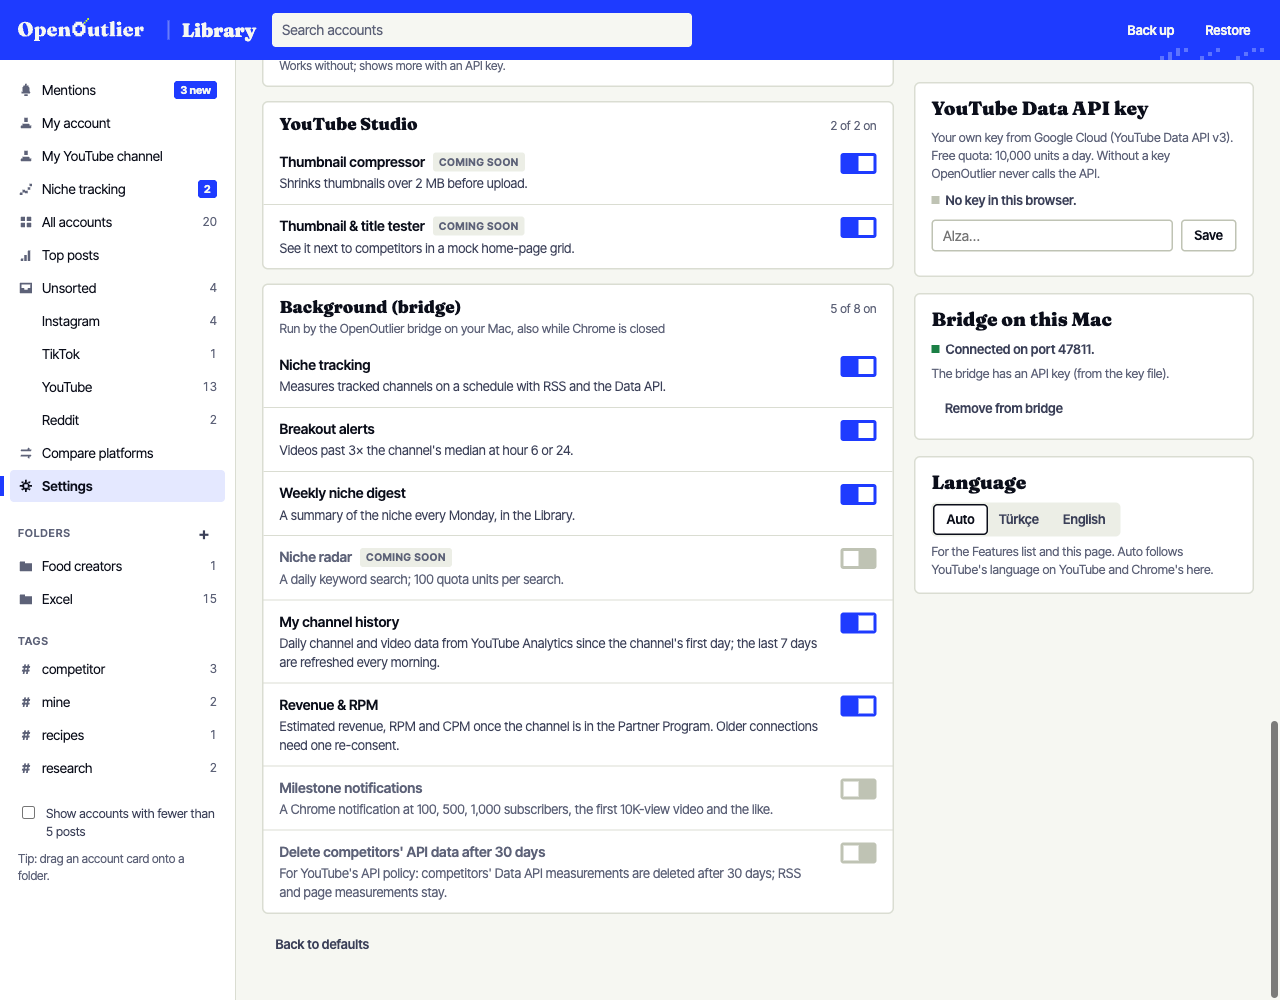 OpenOutlier
Library
Search accounts
Back up
Restore
Mentions
3 new
My account
My YouTube channel
Niche tracking
2
All accounts
20
Top posts
Unsorted
4
Instagram
4
TikTok
1
YouTube
13
Reddit
2
Compare platforms
Settings
FOLDERS
+
Food creators
1
Excel
15
TAGS
# competitor
3
# mine
2
# recipes
1
# research
2
Show accounts with fewer than
5 posts
Tip: drag an account card onto a
folder.
Works without; shows more with an API key.
YouTube Studio
2 of 2 on
Thumbnail compressor
COMING SOON
Shrinks thumbnails over 2 MB before upload.
Thumbnail & title tester
COMING SOON
See it next to competitors in a mock home-page grid.
Background (bridge)
5 of 8 on
Run by the OpenOutlier bridge on your Mac, also while Chrome is closed
Niche tracking
Measures tracked channels on a schedule with RSS and the Data API.
Breakout alerts
Videos past 3× the channel's median at hour 6 or 24.
Weekly niche digest
A summary of the niche every Monday, in the Library.
Niche radar
COMING SOON
A daily keyword search; 100 quota units per search.
My channel history
Daily channel and video data from YouTube Analytics since the channel's first day; the last 7 days
are refreshed every morning.
Revenue & RPM
Estimated revenue, RPM and CPM once the channel is in the Partner Program. Older connections
need one re-consent.
Milestone notifications
A Chrome notification at 100, 500, 1,000 subscribers, the first 10K-view video and the like.
Delete competitors' API data after 30 days
For YouTube's API policy: competitors' Data API measurements are deleted after 30 days; RSS
and page measurements stay.
Back to defaults
YouTube Data API key
Your own key from Google Cloud (YouTube Data API v3).
Free quota: 10,000 units a day. Without a key
OpenOutlier never calls the API.
No key in this browser.
AIza...
Save
Bridge on this Mac
Connected on port 47811.
The bridge has an API key (from the key file).
Remove from bridge
Language
Auto
Türkçe
English
For the Features list and this page. Auto follows
YouTube's language on YouTube and Chrome's here.